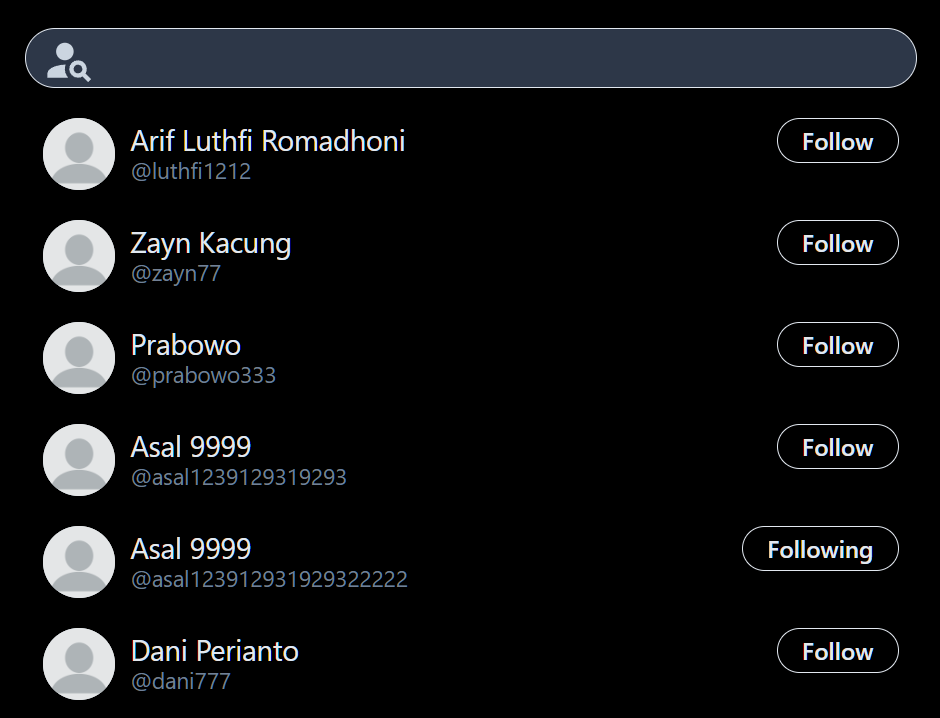 Arif Luthfi Romadhoni
Follow
@luthfi1212
Zayn Kacung
Follow
@zayn77
Prabowo
Follow
@prabowo333
Asal 9999
Follow
@asal1239129319293
Asal 9999
Following
@asal123912931929322222
Dani Perianto
Follow
@dani777